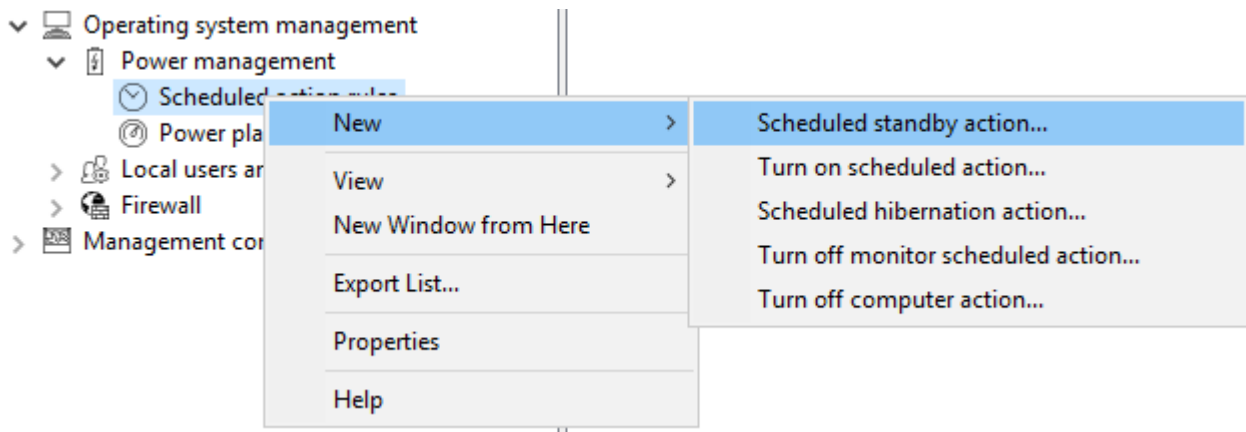 Operating system management
Power management
Scheduled action rules
Power pla
Local users ar
Firewall
Management cor
New
View
New Window from Here
Export List...
Properties
Help
Scheduled standby action...
Turn on scheduled action...
Scheduled hibernation action...
Turn off monitor scheduled action...
Turn off computer action...